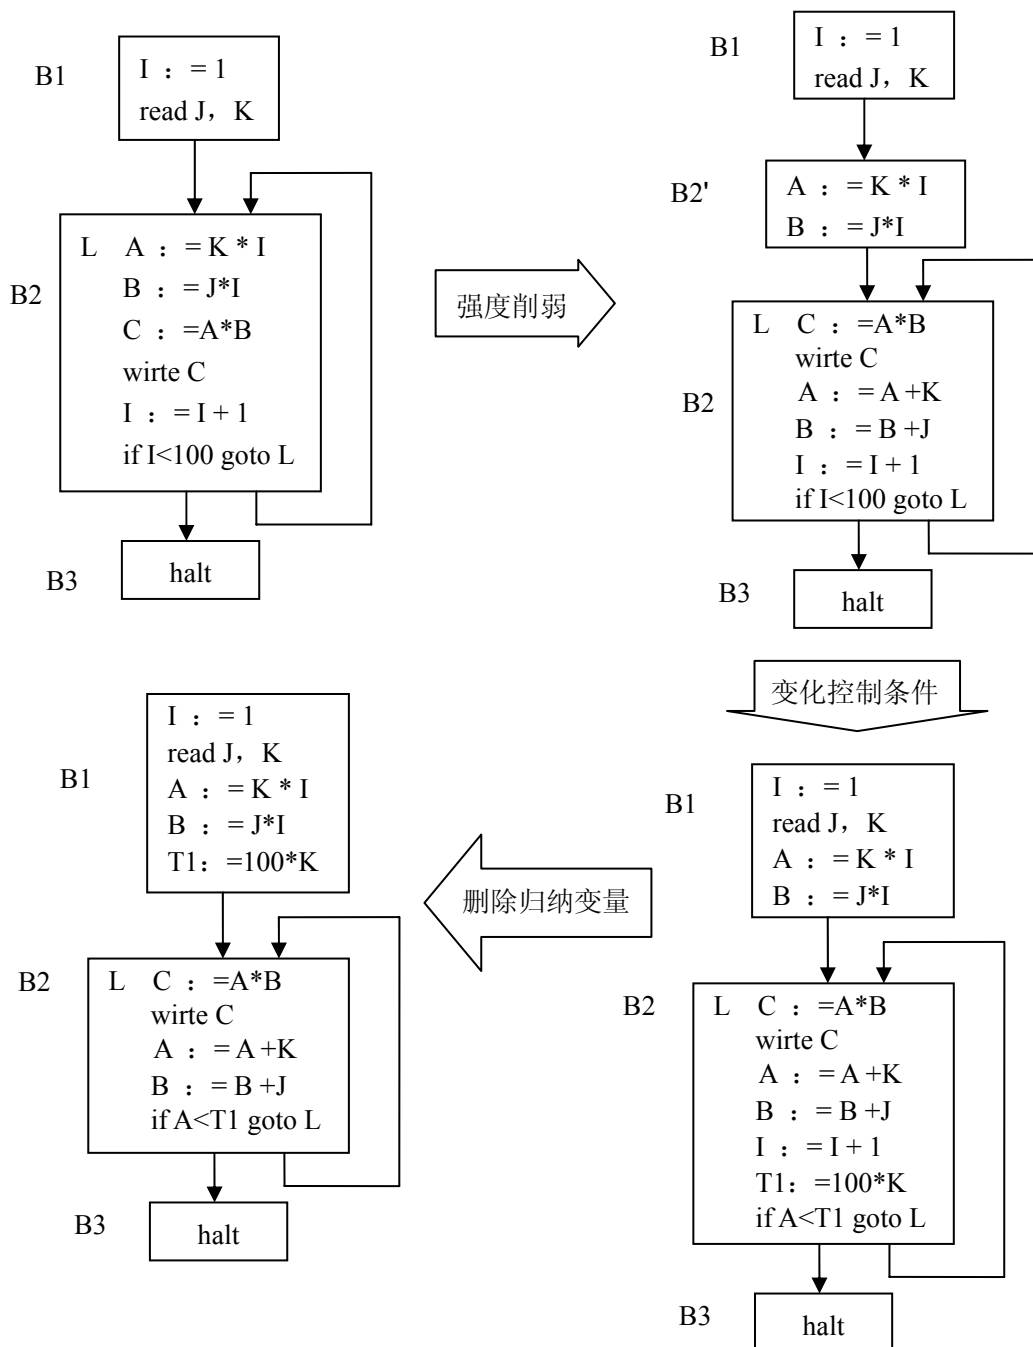 B1
I ：= 1
read J，K
B2
L A ：= K * I
B ：= J*I
C ：=A*B
wirte C
I ：= I + 1
if I<100 goto L
B3
halt
强度削弱
B1
I ：= 1
read J，K
B2'
A ：= K * I
B ：= J*I
B2
L C ：=A*B
wirte C
A ：= A +K
B ：= B +J
I ：= I + 1
if I<100 goto L
B3
halt
变化控制条件
B1
I ：= 1
read J，K
A ：= K * I
B ：= J*I
B2
L C ：=A*B
wirte C
A ：= A +K
B ：= B +J
I ：= I + 1
T1：=100*K
if A<T1 goto L
B3
halt
删除归纳变量
B1
I ：= 1
read J，K
A ：= K * I
B ：= J*I
T1：=100*K
B2
L C ：=A*B
wirte C
A ：= A +K
B ：= B +J
if A<T1 goto L
B3
halt